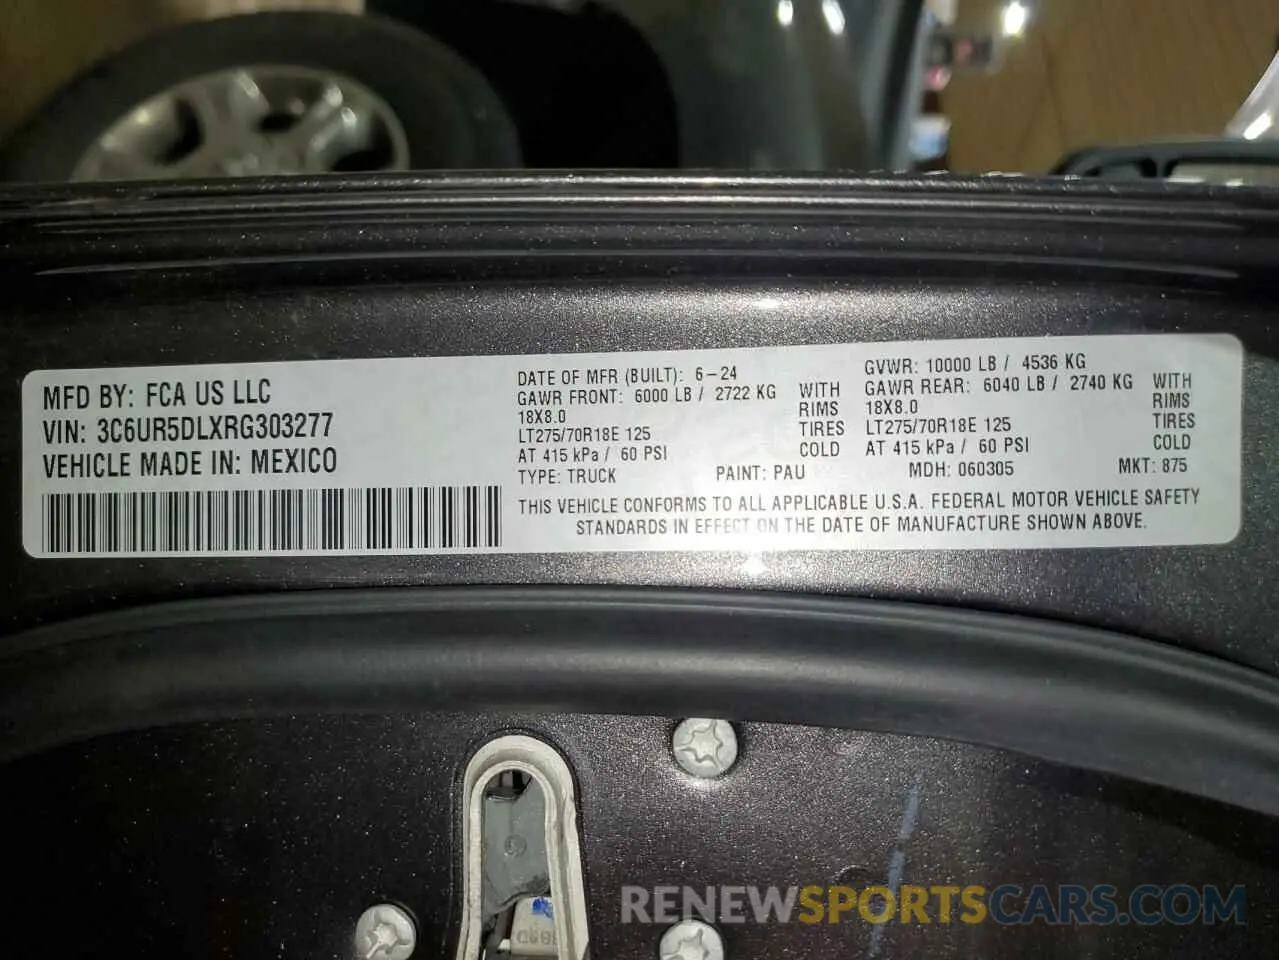 MFD BY: FCA US LLC
VIN: 3C6UR5DLXRG303277
VEHICLE MADE IN: MEXICO
DATE OF MFR (BUILT): 6-24
GAWR FRONT: 6000 LB / 2722 KG
18X8.0
LT275/70R18E 125
AT 415 kPa / 60 PSI
WITH
RIMS
TIRES
COLD
GVWR: 10000 LB / 4536 KG
GAWR REAR: 6040 LB / 2740 KG
18X8.0
LT275/70R18E 125
AT 415 kPa / 60 PSI
WITH
RIMS
TIRES
COLD
TYPE: TRUCK PAINT: PAU MDH: 060305 MKT: 875
THIS VEHICLE CONFORMS TO ALL APPLICABLE U.S.A. FEDERAL MOTOR VEHICLE SAFETY
STANDARDS IN EFFECT ON THE DATE OF MANUFACTURE SHOWN ABOVE.
RENEWSPORTSCARS.COM